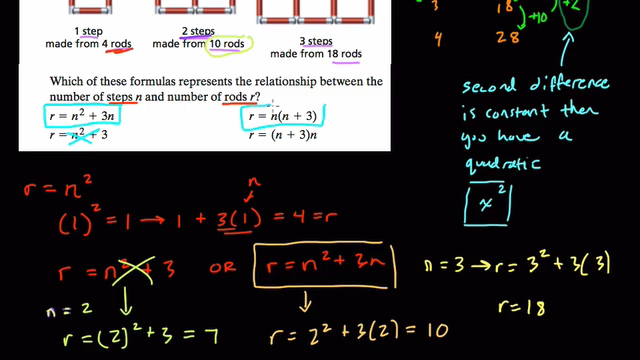 1 step
made from 4 rods
2 steps
made from 10 rods
3 steps
made from 18 rods
3 18
+10 +2
4 28
Which of these formulas represents the relationship between the
number of steps n and number of rods r?
r = n² + 3n
r = n(n + 3)
r = n² + 3
r = (n + 3)n
second difference
is constant then
you have a
quadratic
x²
r = n²
n
(1)² = 1 → 1 + 3(1) = 4 = r
r = n² + 3 OR r = n² + 3n
n = 3 → r = 3² + 3(3)
r = 18
n = 2
r = (2)² + 3 = 7
r = 2² + 3(2) = 10